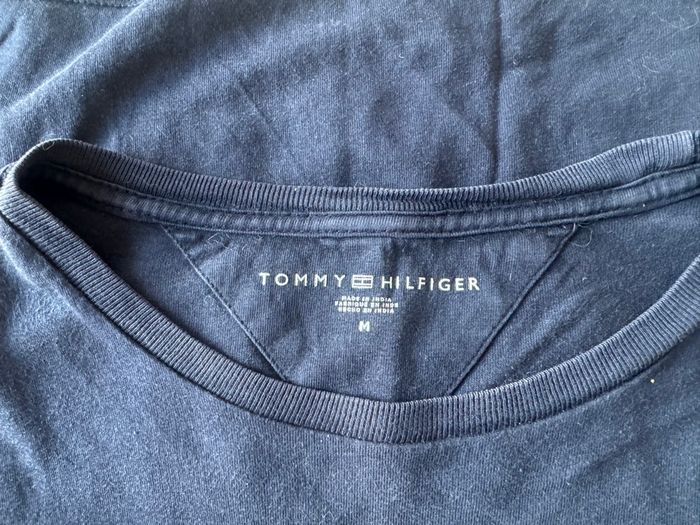 TOMMY HILFIGER
MADE IN INDIA
FABRIQUÉ EN INDE
HECHO EN INDIA
M